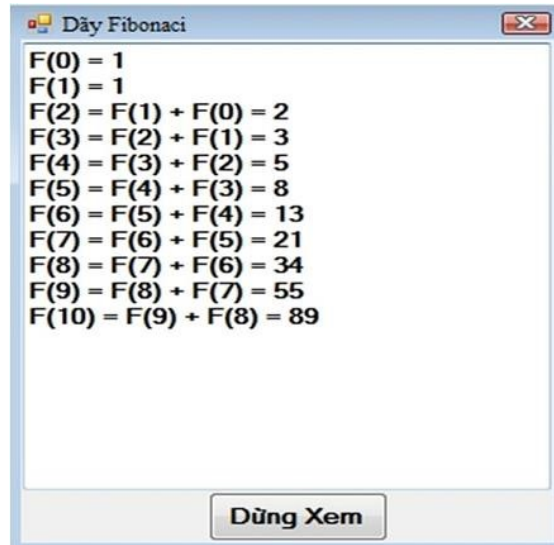 Dãy Fibonaci
F(0) = 1
F(1) = 1
F(2) = F(1) + F(0) = 2
F(3) = F(2) + F(1) = 3
F(4) = F(3) + F(2) = 5
F(5) = F(4) + F(3) = 8
F(6) = F(5) + F(4) = 13
F(7) = F(6) + F(5) = 21
F(8) = F(7) + F(6) = 34
F(9) = F(8) + F(7) = 55
F(10) = F(9) + F(8) = 89
Dừng Xem